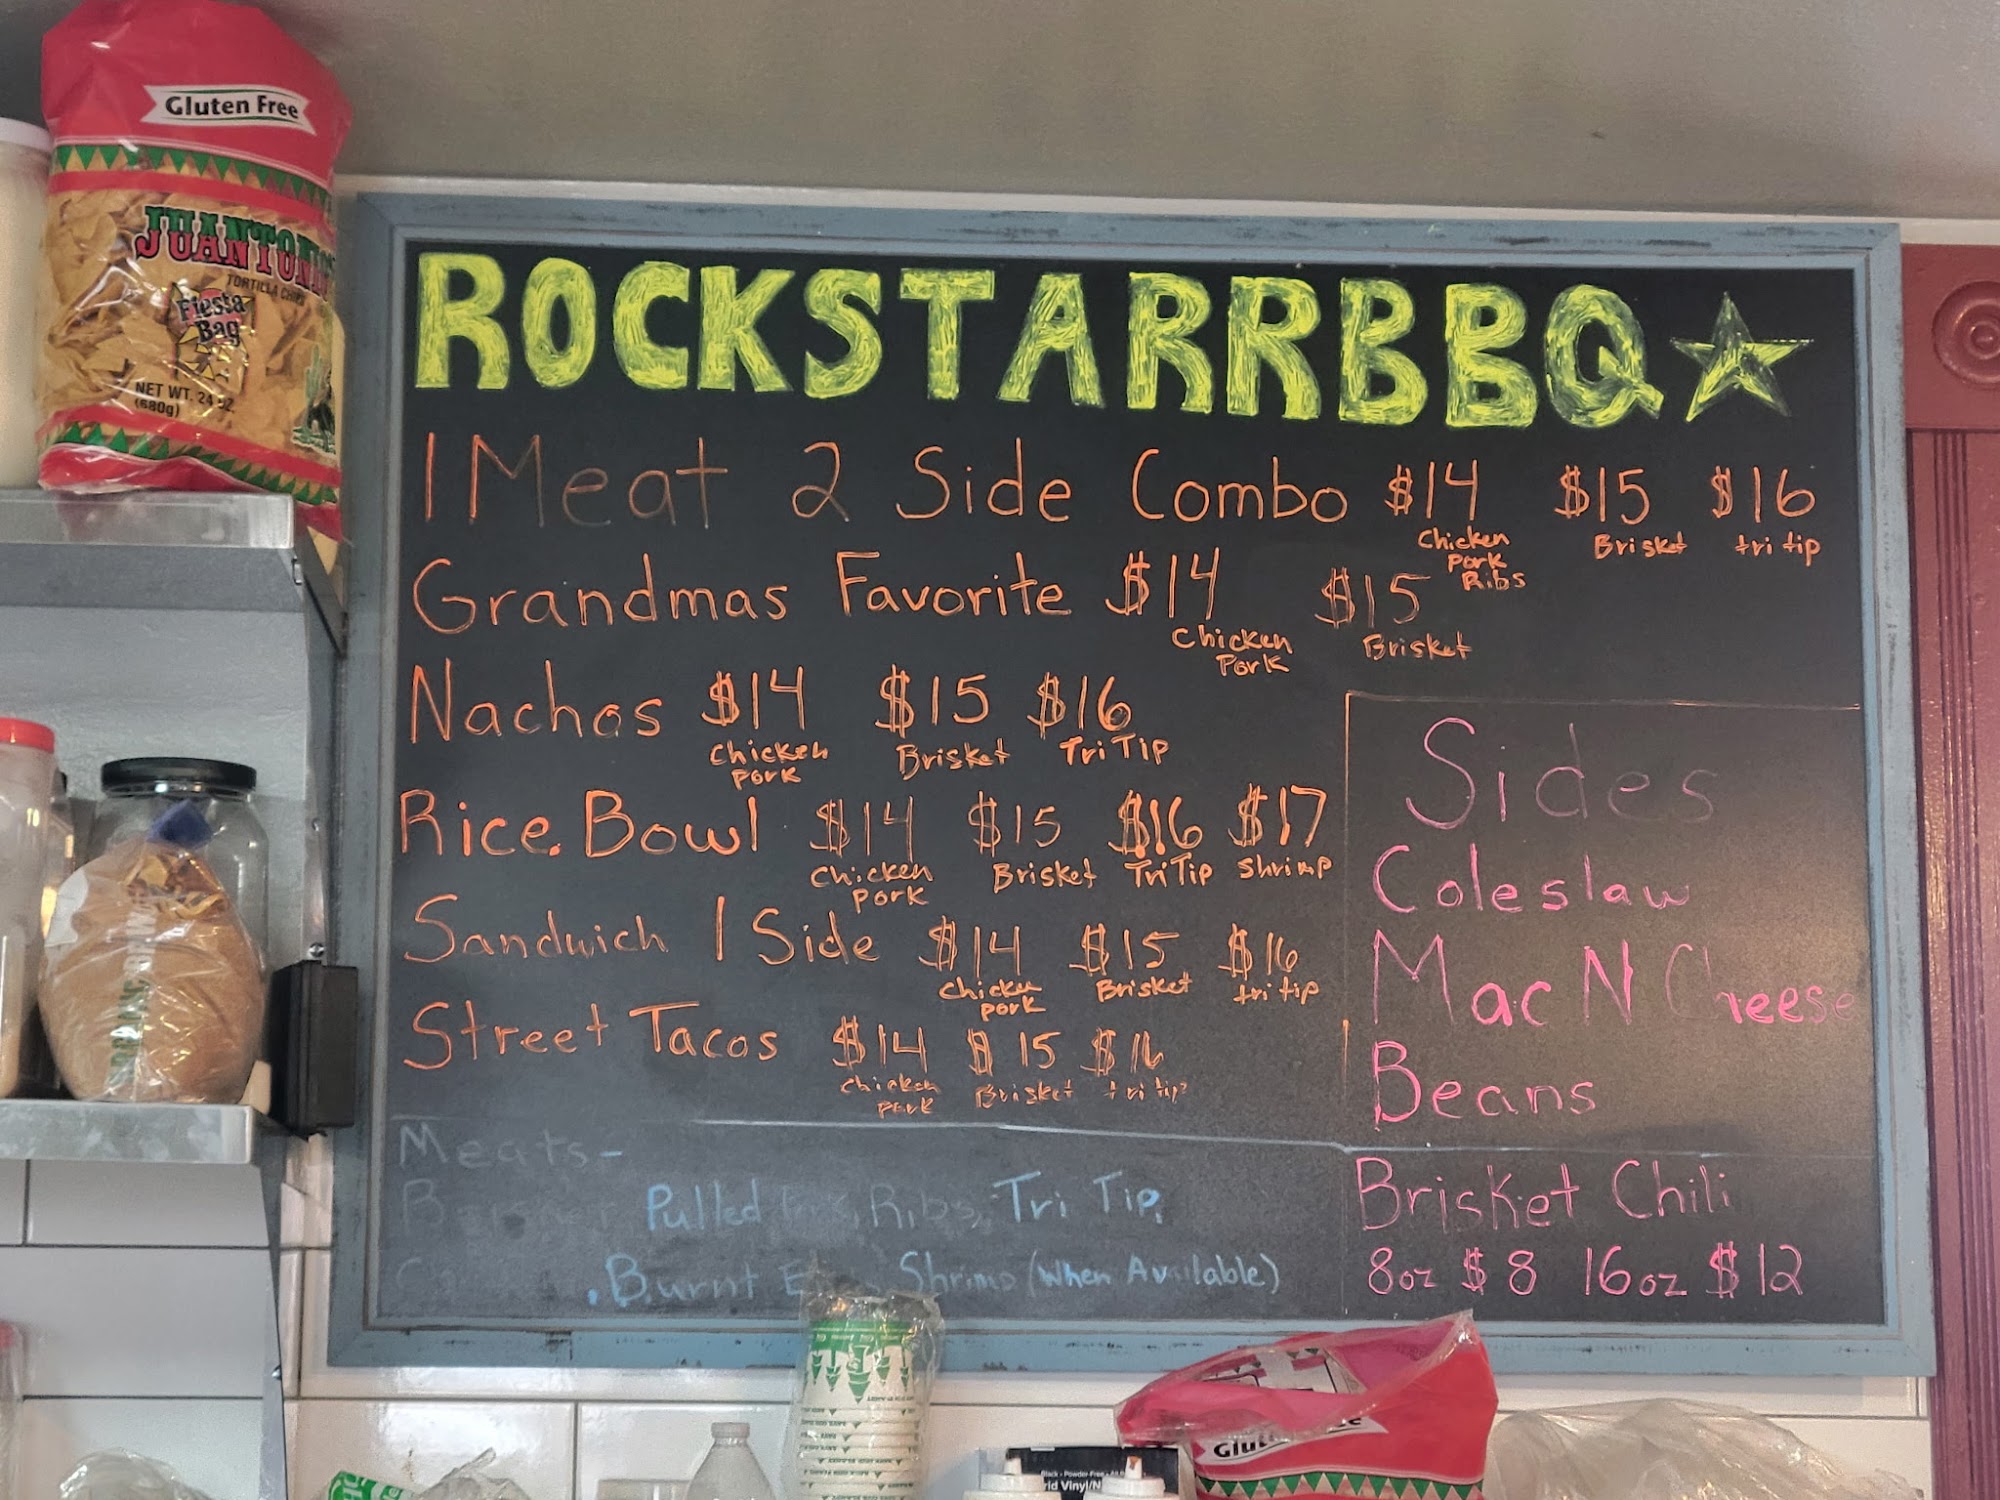 Gluten Free
JUANTONIO'S
TORTILLA CHIPS
Fiesta
Bag
NET WT. 24 OZ.
(680g)
ROCKSTARRBBQ
1 Meat 2 Side Combo $14 $15 $16
Chicken Brisket tri tip
Pork
Ribs
Grandmas Favorite $14 $15
Chicken Brisket
Pork
Nachos $14 $15 $16
Chicken Brisket Tri Tip
Pork
Rice Bowl $14 $15 $16 $17
Chicken Brisket Tri Tip Shrimp
Pork
Sandwich 1 Side $14 $15 $16
Chicken Brisket tri tip
Pork
Street Tacos $14 $15 $16
Chicken Brisket tri tip
Pork
Meats-
Pulled Pork, Ribs, Tri Tip,
Burnt Ends Shrimp (When Available)
Sides
Coleslaw
Mac N Cheese
Beans
Brisket Chili
8oz $8 16oz $12